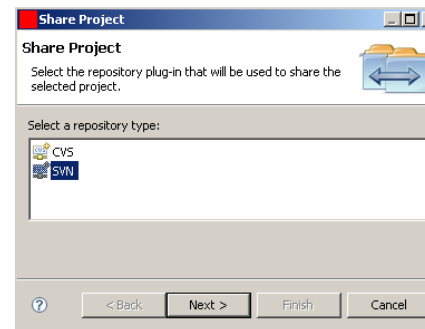 Share Project
Share Project
Select the repository plug-in that will be used to share the
selected project.
Select a repository type:
CVS
SVN
? < Back Next > Finish Cancel